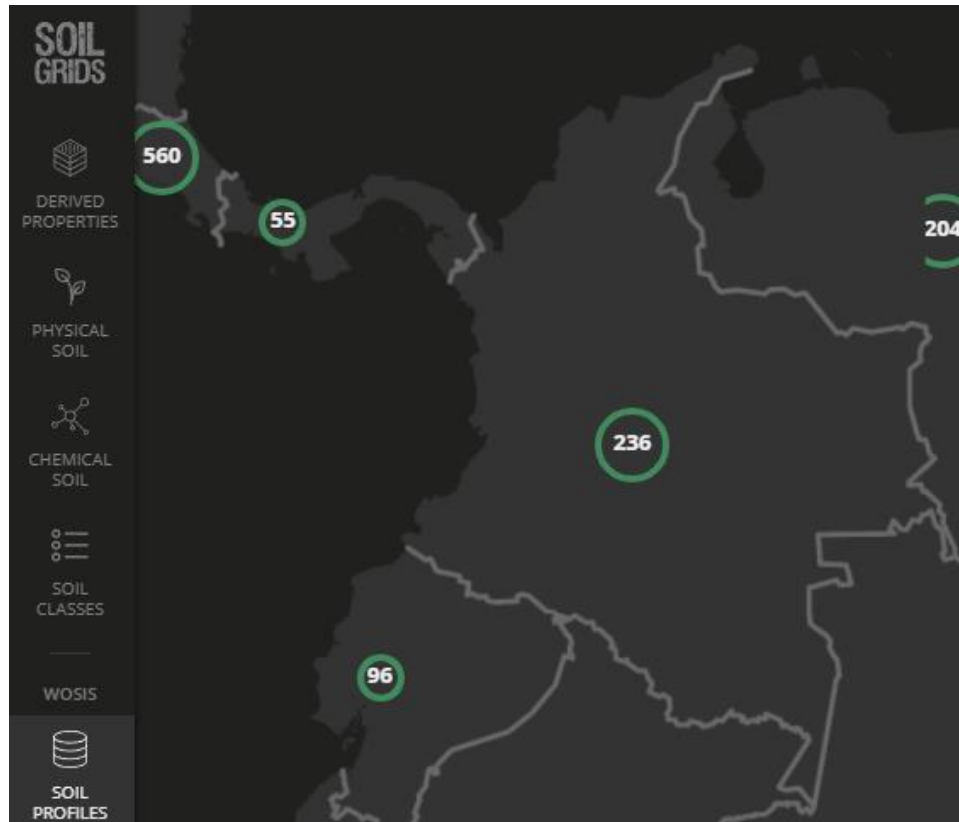 SOIL
GRIDS
DERIVED
PROPERTIES
PHYSICAL
SOIL
CHEMICAL
SOIL
SOIL
CLASSES
WOSIS
SOIL
PROFILES
560
55
204
236
96